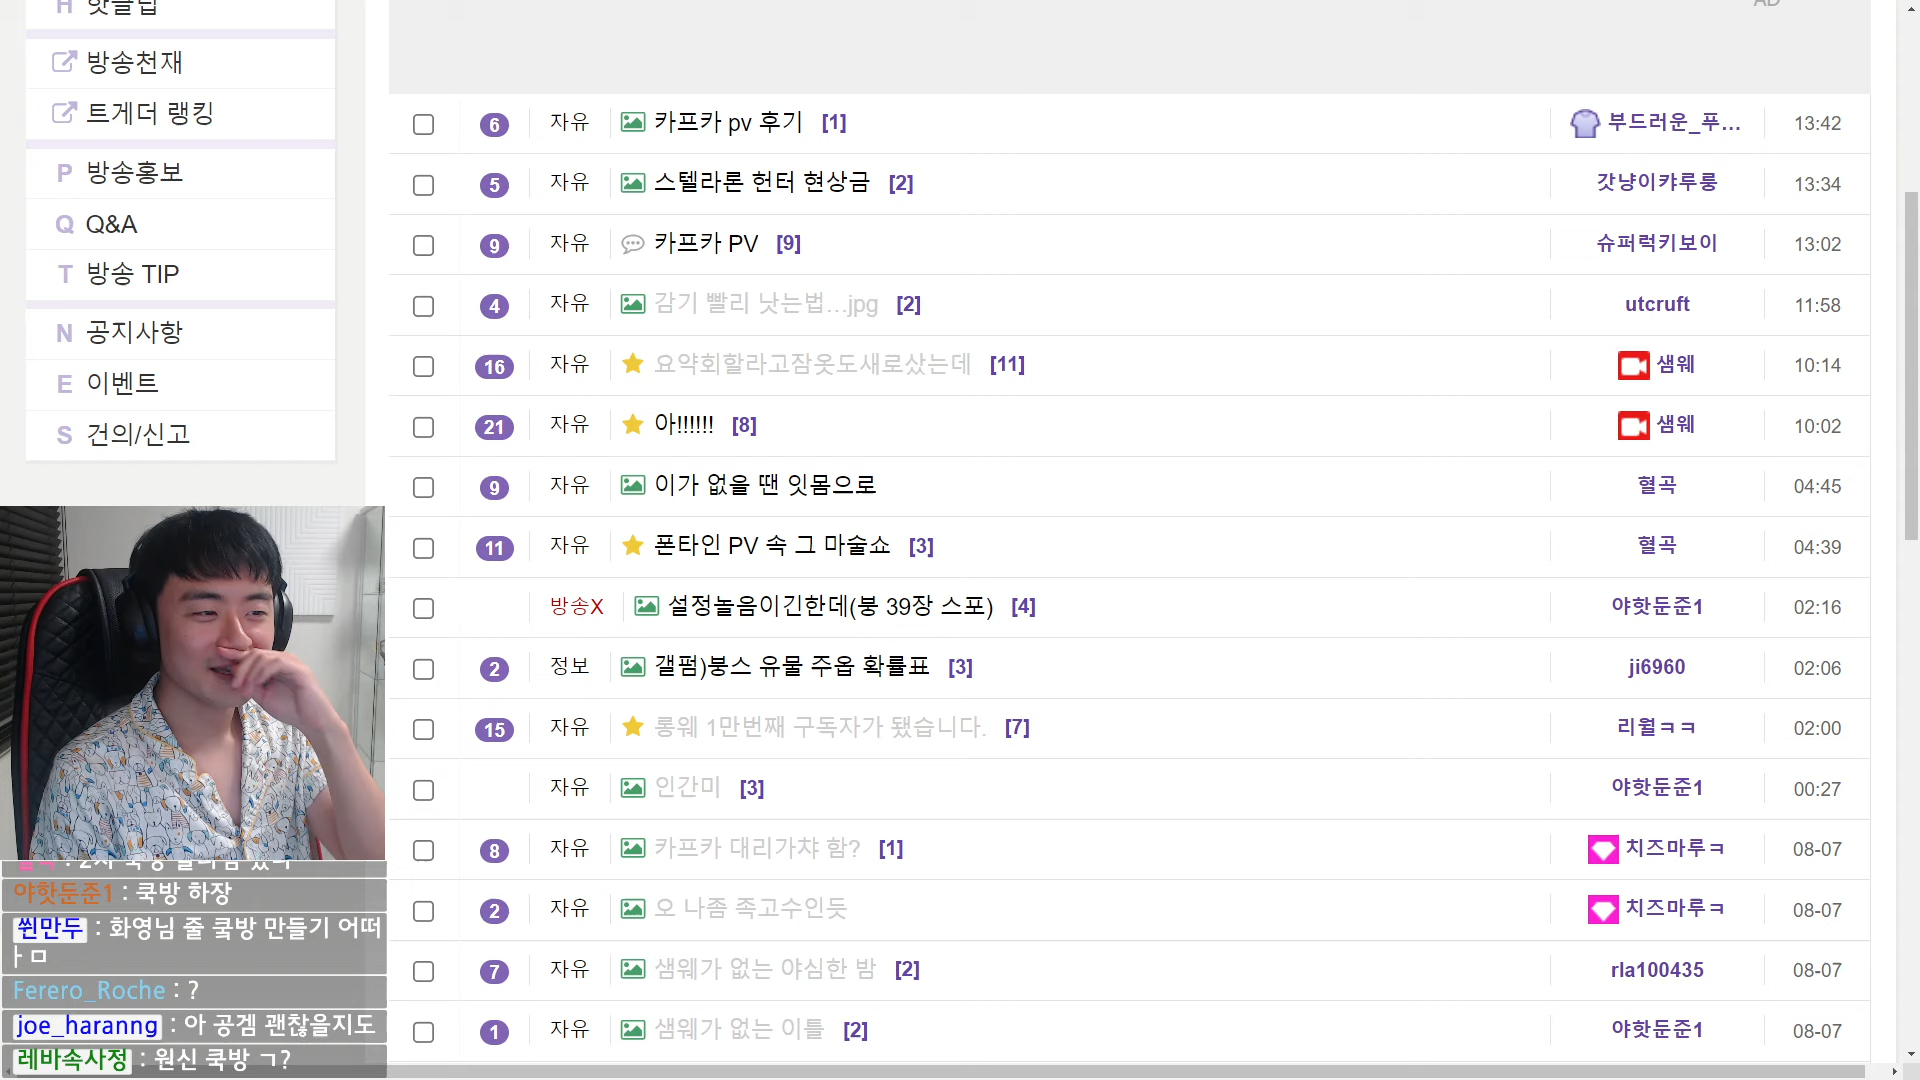 H 핫클립
방송천재
트게더 랭킹
P 방송홍보
Q Q&A
T 방송 TIP
N 공지사항
E 이벤트
S 건의/신고
AD
6 자유 카프카 pv 후기 [1] 부드러운_푸... 13:42
5 자유 스텔라론 헌터 현상금 [2] 갓냥이캬루룽 13:34
9 자유 카프카 PV [9] 슈퍼럭키보이 13:02
4 자유 감기 빨리 낫는법...jpg [2] utcruft 11:58
16 자유 요약회할라고잠옷도새로샀는데 [11] 샘웨 10:14
21 자유 아!!!!!! [8] 샘웨 10:02
9 자유 이가 없을 땐 잇몸으로 혈곡 04:45
11 자유 폰타인 PV 속 그 마술쇼 [3] 혈곡 04:39
방송X 설정놀음이긴한데(붕 39장 스포) [4] 야핫둔준1 02:16
2 정보 갤펌)붕스 유물 주옵 확률표 [3] ji6960 02:06
15 자유 롱웨 1만번째 구독자가 됐습니다. [7] 리월ㅋㅋ 02:00
자유 인간미 [3] 야핫둔준1 00:27
8 자유 카프카 대리가챠 함? [1] 치즈마루ㅋ 08-07
2 자유 오 나좀 족고수인듯 치즈마루ㅋ 08-07
7 자유 샘웨가 없는 야심한 밤 [2] rla100435 08-07
1 자유 샘웨가 없는 이틀 [2] 야핫둔준1 08-07
야핫둔준1 : 쿡방 하장
쒼만두 : 화영님 줄 쿸방 만들기 어떠
ㅏㅁ
Ferero_Roche : ?
joe_haranng : 아 공겜 괜찮을지도
레바속사정 : 원신 쿡방 ㄱ?